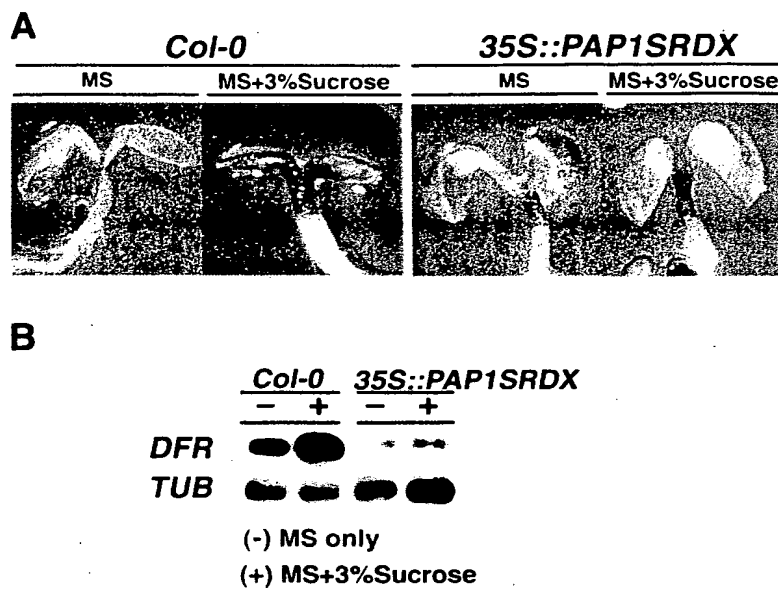 A
Col-0 35S::PAP1SRDX
MS MS+3%Sucrose MS MS+3%Sucrose
B
Col-0 35S::PAP1SRDX
− + − +
DFR
TUB
(-) MS only
(+) MS+3%Sucrose